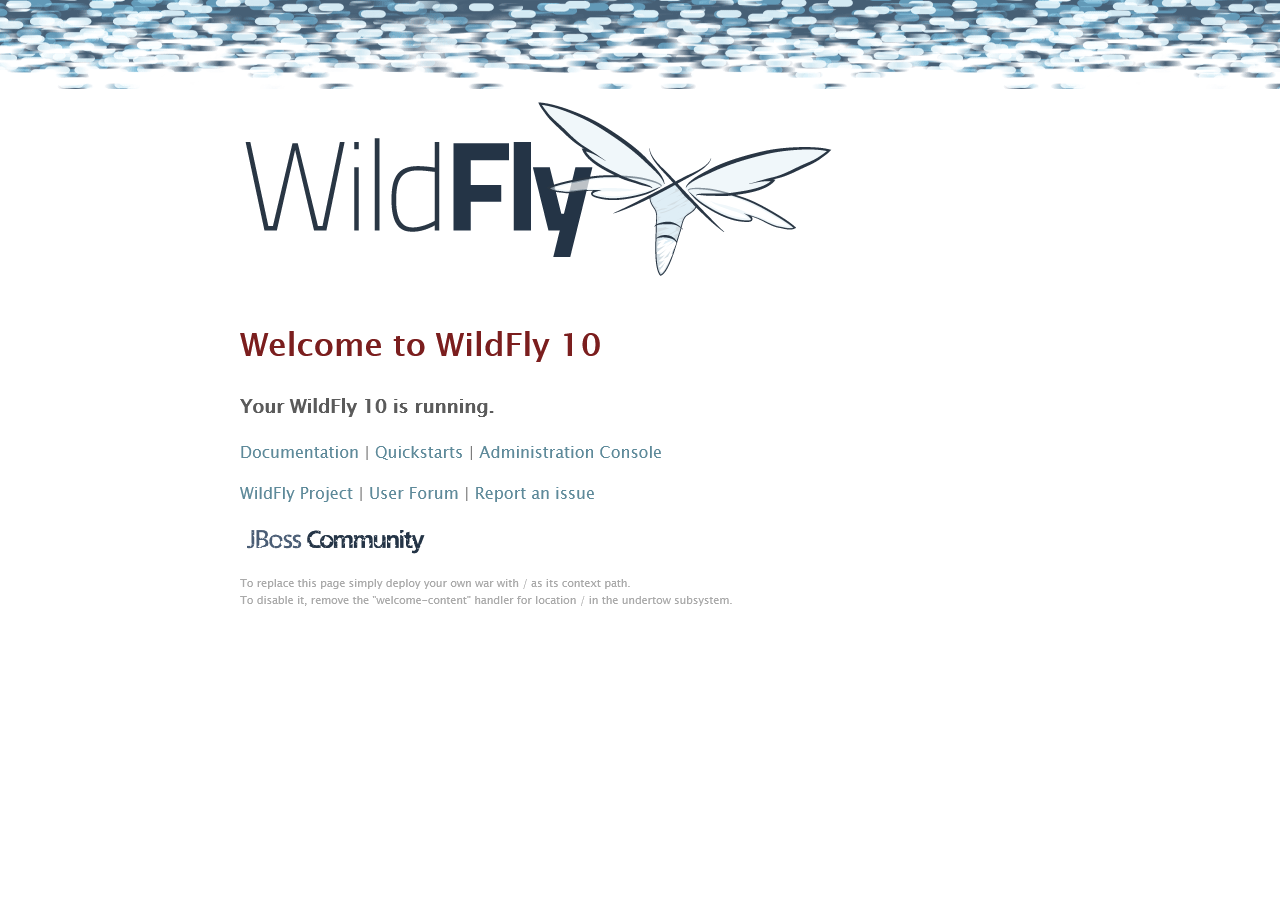 WildFly
Welcome to WildFly 10
Your WildFly 10 is running.
Documentation | Quickstarts | Administration Console
WildFly Project | User Forum | Report an issue
JBoss Community
To replace this page simply deploy your own war with / as its context path.
To disable it, remove the "welcome-content" handler for location / in the undertow subsystem.